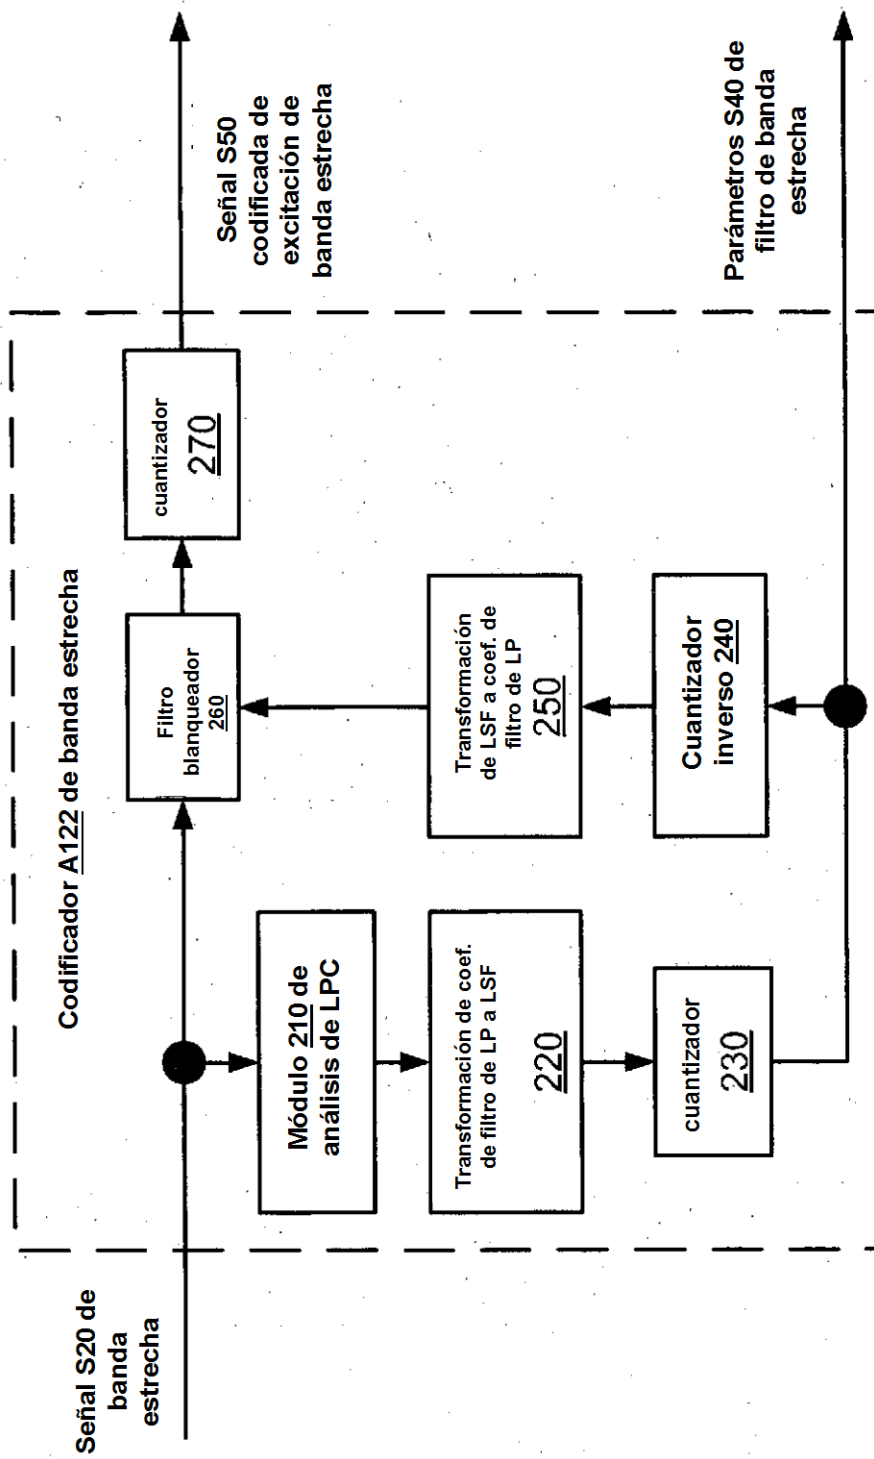 Codificador A122 de banda estrecha
Señal S20 de
banda
estrecha
Filtro
blanqueador
260
cuantizador
270
Señal S50
codificada de
excitación de
banda estrecha
Módulo 210 de
análisis de LPC
Transformación de coef.
de filtro de LP a LSF
220
cuantizador
230
Transformación
de LSF a coef. de
filtro de LP
250
Cuantizador
inverso 240
Parámetros S40 de
filtro de banda
estrecha